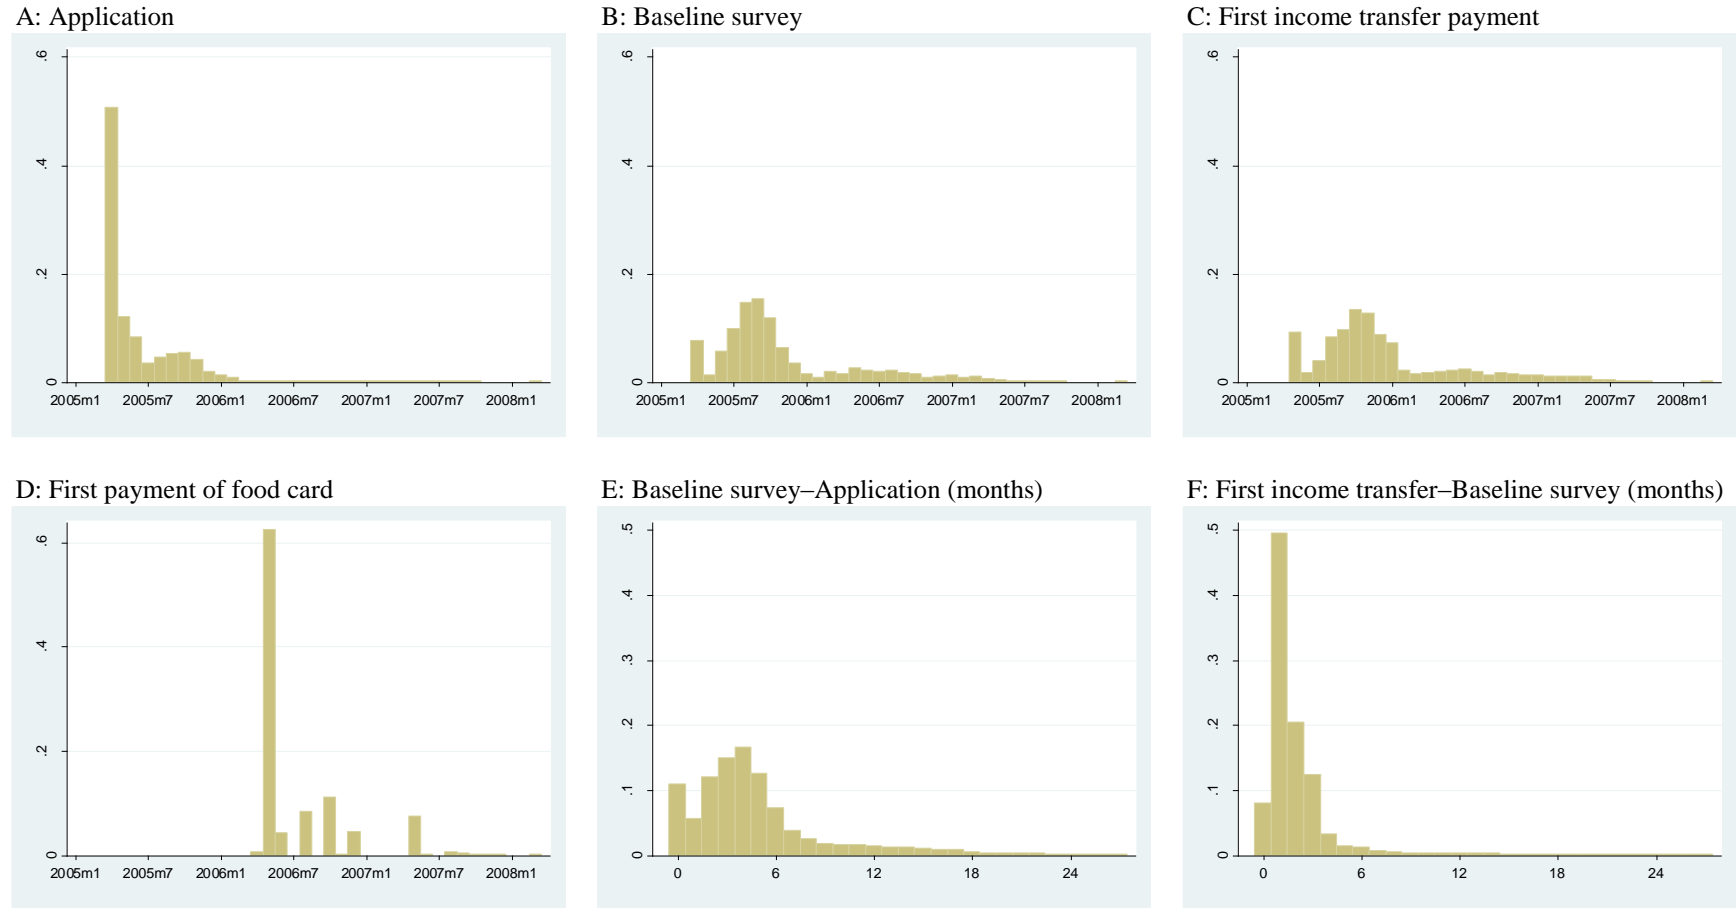 A: Application
.6
.4
.2
0
2005m1 2005m7 2006m1 2006m7 2007m1 2007m7 2008m1
B: Baseline survey
.6
.4
.2
0
2005m1 2005m7 2006m1 2006m7 2007m1 2007m7 2008m1
C: First income transfer payment
.6
.4
.2
0
2005m1 2005m7 2006m1 2006m7 2007m1 2007m7 2008m1
D: First payment of food card
.6
.4
.2
0
2005m1 2005m7 2006m1 2006m7 2007m1 2007m7 2008m1
E: Baseline survey–Application (months)
.5
.4
.3
.2
.1
0
0 6 12 18 24
F: First income transfer–Baseline survey (months)
.5
.4
.3
.2
.1
0
0 6 12 18 24